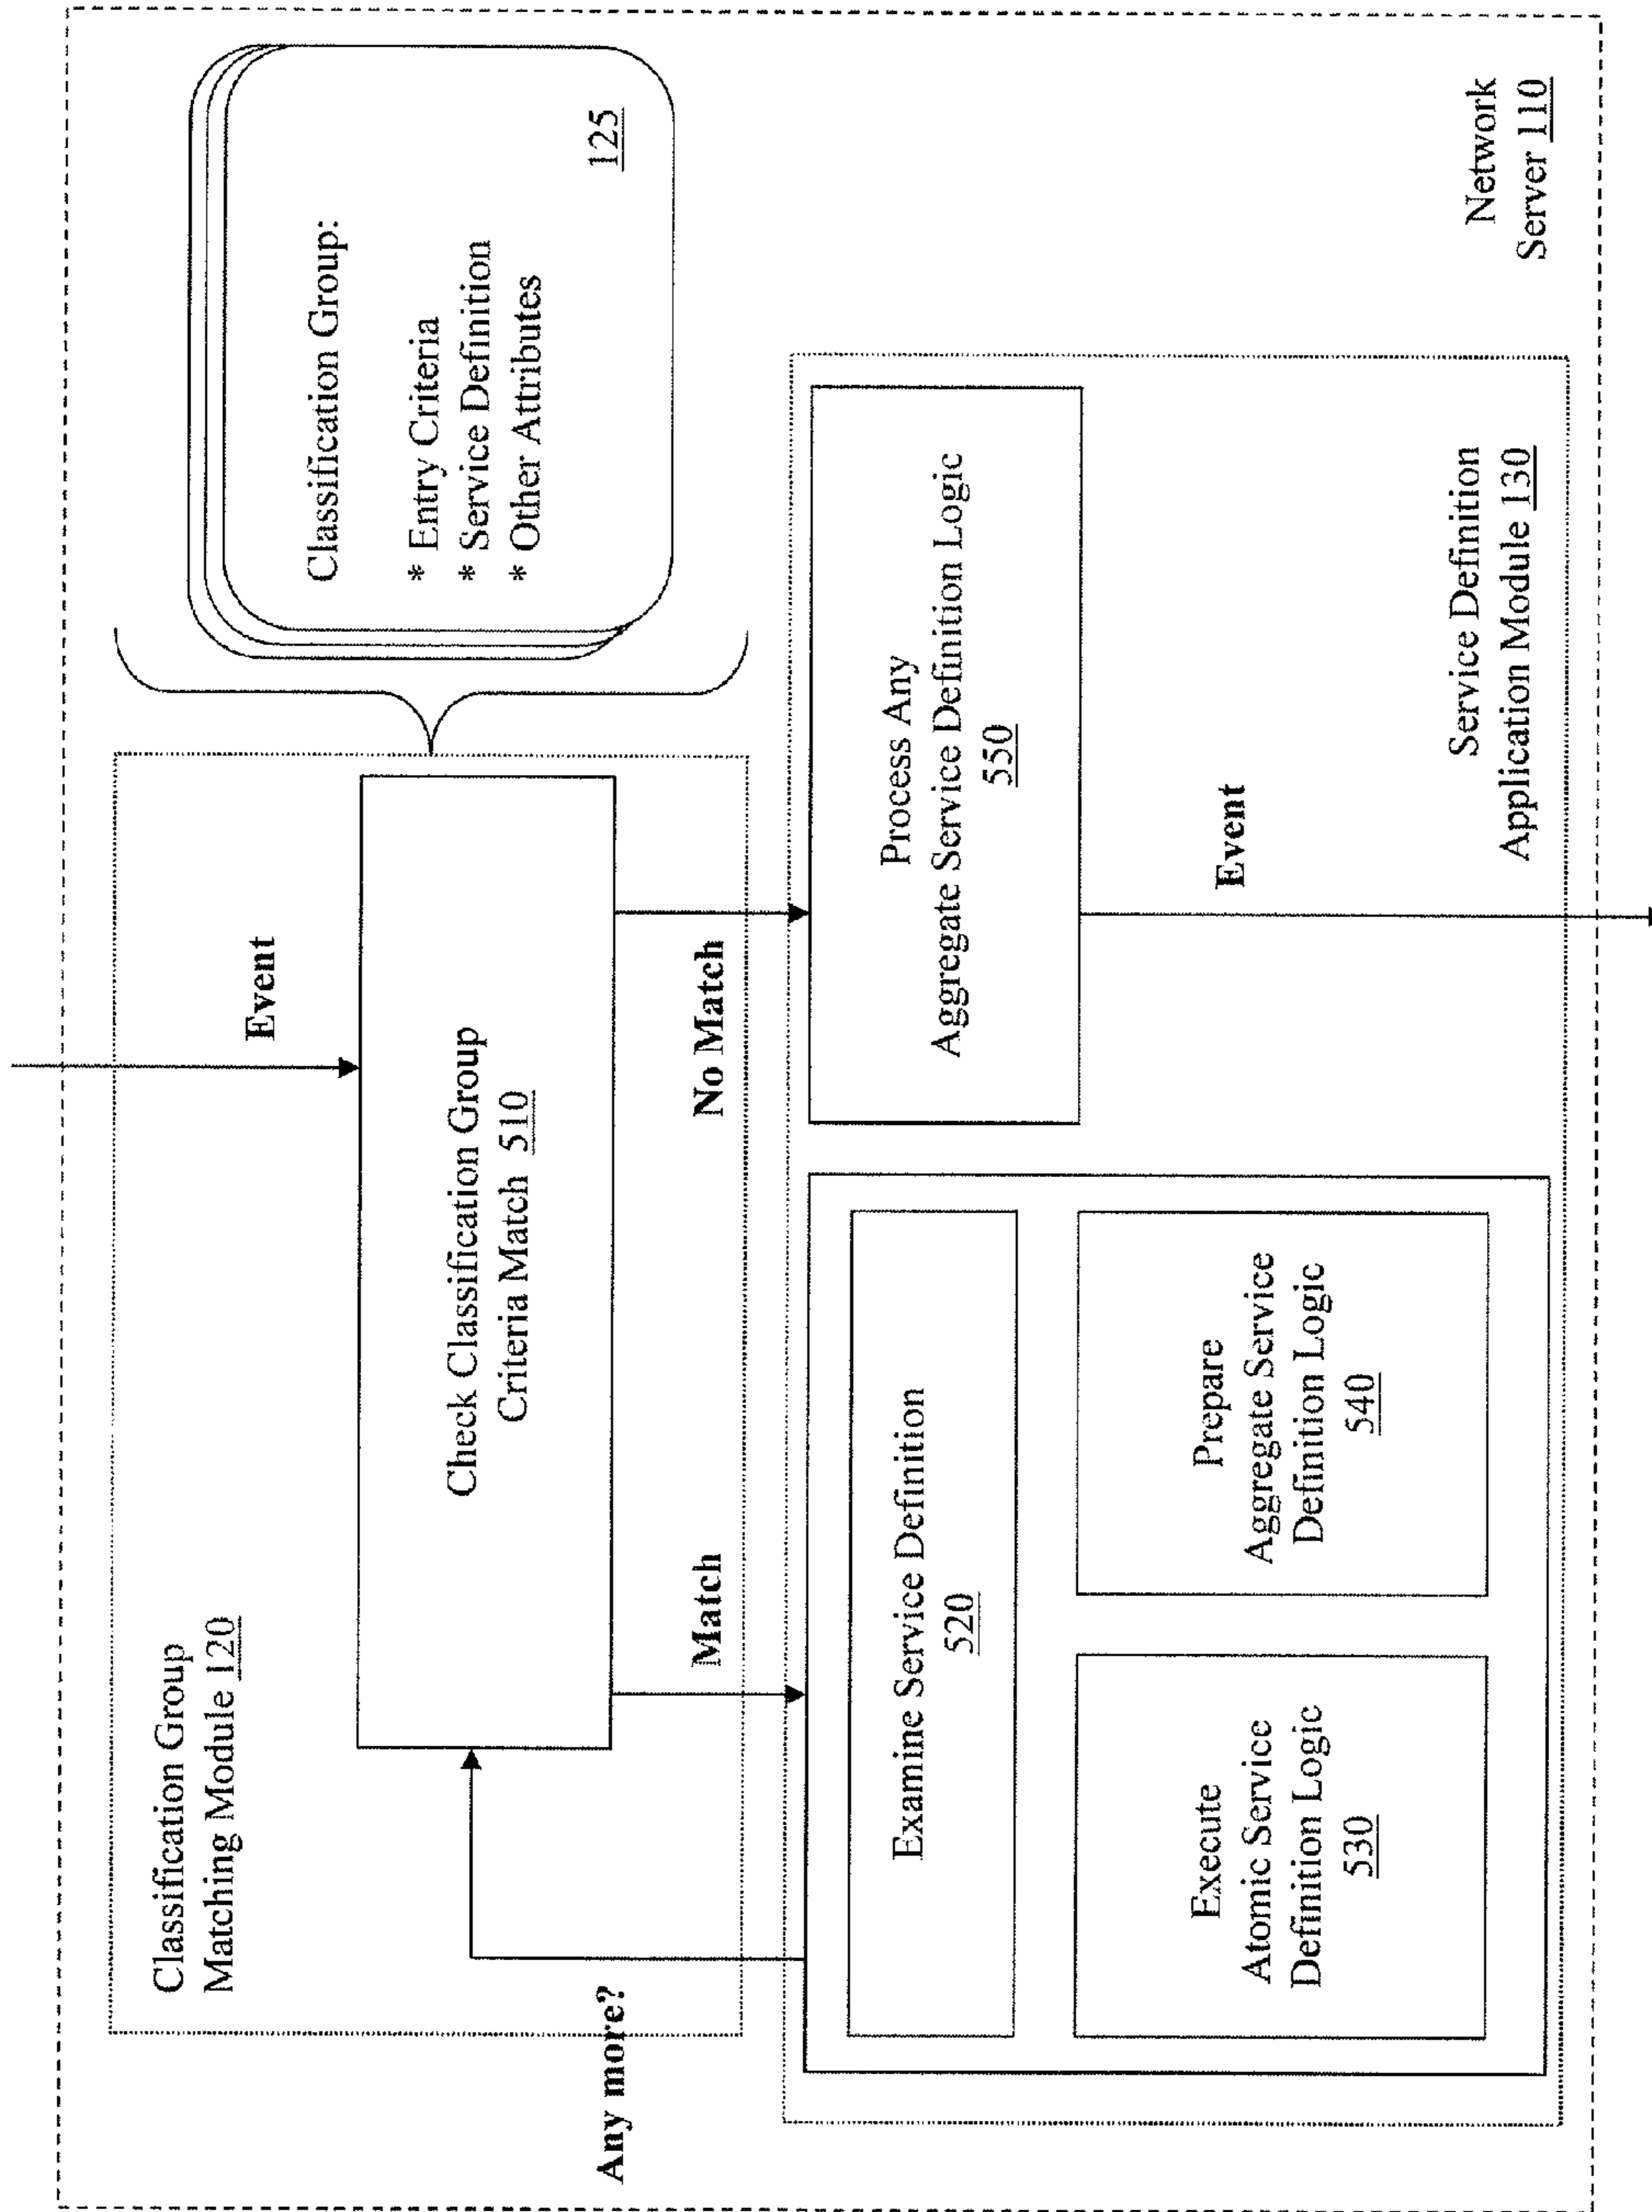 Classification Group
Matching Module 120
Event
Check Classification Group
Criteria Match 510
Classification Group:
* Entry Criteria
* Service Definition
* Other Attributes
125
Any more?
Match
No Match
Examine Service Definition
520
Execute
Atomic Service
Definition Logic
530
Prepare
Aggregate Service
Definition Logic
540
Process Any
Aggregate Service Definition Logic
550
Event
Service Definition
Application Module 130
Network
Server 110